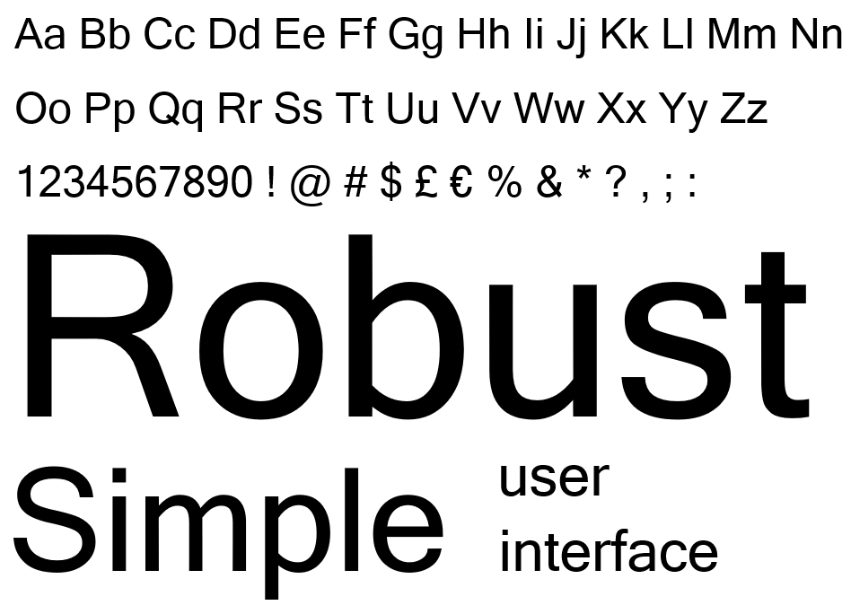 Aa Bb Cc Dd Ee Ff Gg Hh Ii Jj Kk Ll Mm Nn
Oo Pp Qq Rr Ss Tt Uu Vv Ww Xx Yy Zz
1234567890 ! @ # $ £ € % & * ? , ; :
Robust
Simple
user
interface